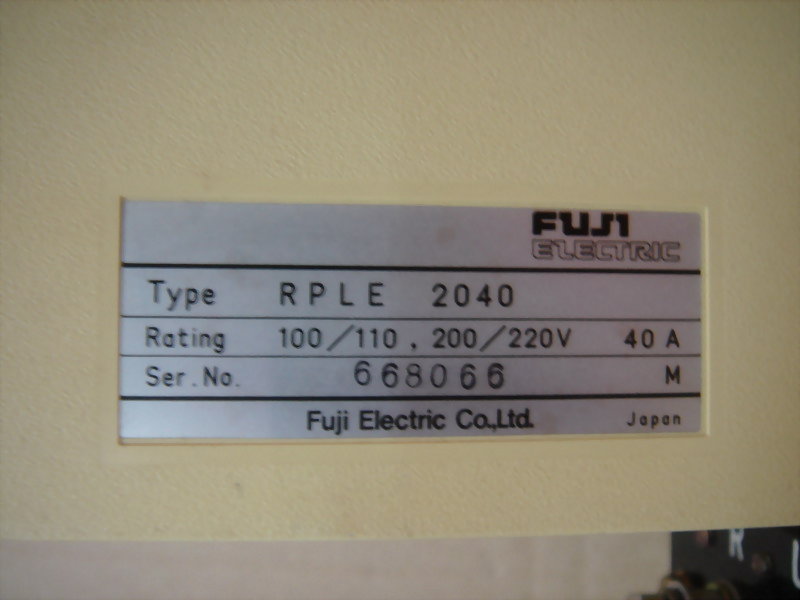 FUJI
ELECTRIC
Type RPLE 2040
Rating 100/110, 200/220V 40 A
Ser.No. 668066 M
Fuji Electric Co.,Ltd. Japan
R